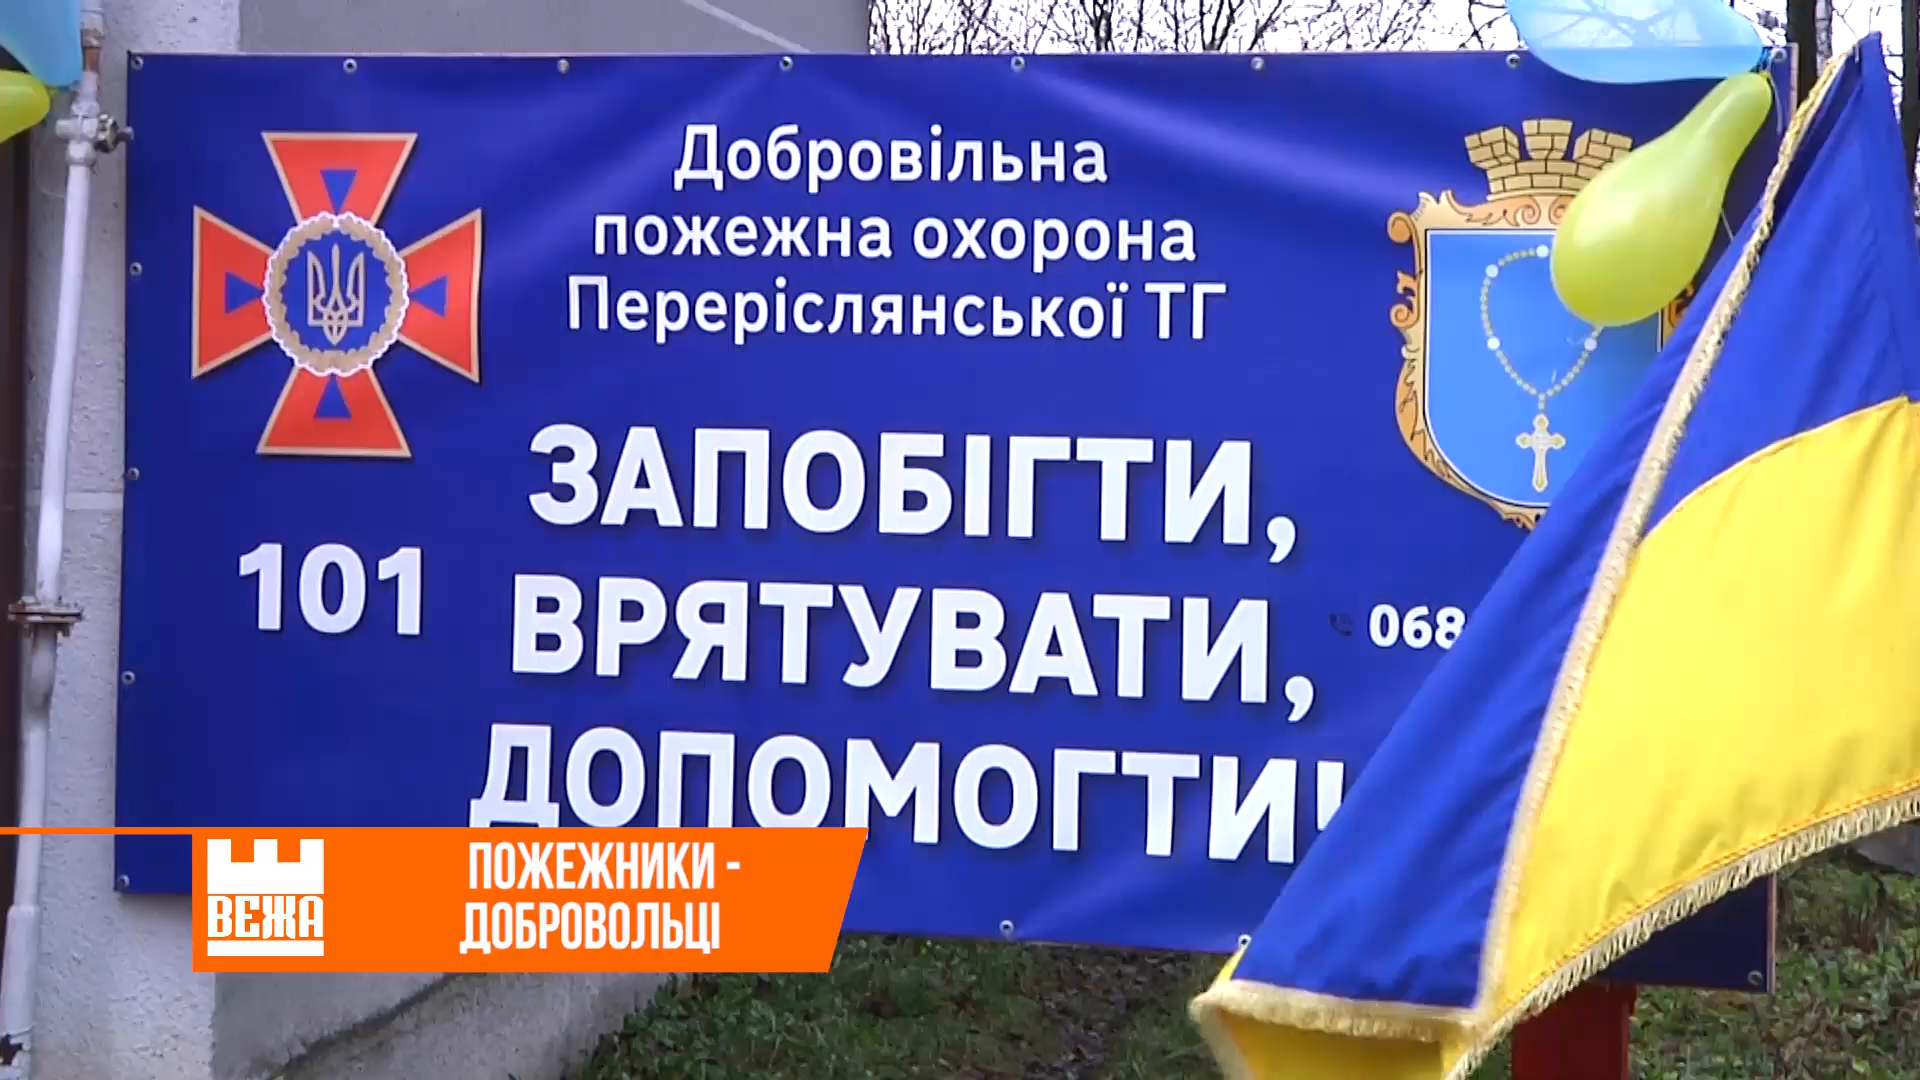 Добровільна
пожежна охорона
Переріслянської ТГ
ЗАПОБІГТИ,
101
ВРЯТУВАТИ,
068
ДОПОМОГТИ!
ВЕЖА
ПОЖЕЖНИКИ -
ДОБРОВОЛЬЦІ